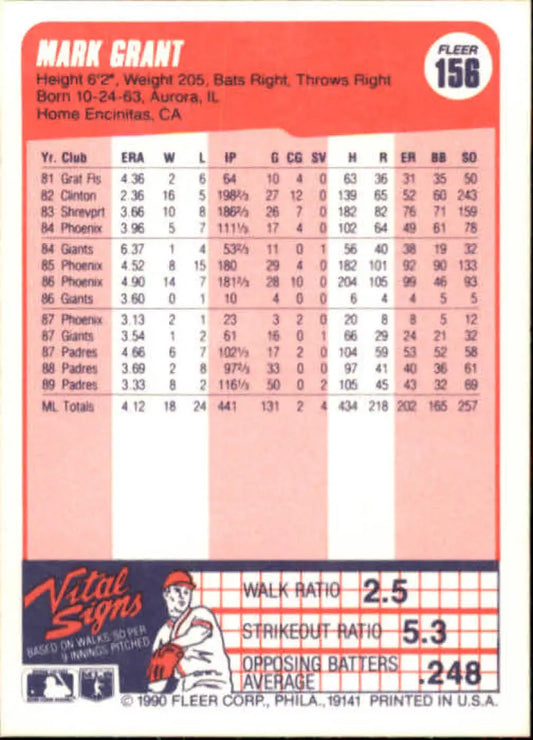 MARK GRANT
FLEER
156
Height 6'2", Weight 205, Bats Right, Throws Right
Born 10-24-63, Aurora, IL
Home Encinitas, CA
Yr. Club ERA W L IP G CG SV H R ER BB SO
81 Grat Fls 4.36 2 6 64 10 4 0 63 36 31 35 50
82 Clinton 2.36 16 5 198⅔ 27 12 0 139 65 52 60 243
83 Shrevprt 3.66 10 8 186⅔ 26 7 0 182 82 76 71 159
84 Phoenix 3.96 5 7 111⅓ 17 4 0 102 64 49 61 78
84 Giants 6.37 1 4 53⅔ 11 0 1 56 40 38 19 32
85 Phoenix 4.52 8 15 180 29 4 0 182 101 92 90 133
86 Phoenix 4.90 14 7 181⅔ 28 10 0 204 105 99 46 93
86 Giants 3.60 0 1 10 4 0 0 6 4 4 5 5
87 Phoenix 3.13 2 1 23 3 2 0 20 8 8 5 12
87 Giants 3.54 1 2 61 16 0 1 66 29 24 21 32
87 Padres 4.66 6 7 102⅓ 17 2 0 104 59 53 52 58
88 Padres 3.69 2 8 97⅔ 33 0 0 97 41 40 36 61
89 Padres 3.33 8 2 116⅓ 50 0 2 105 45 43 32 69
ML Totals 4.12 18 24 441 131 2 4 434 218 202 165 257
Vital Signs
BASED ON WALKS/SO PER
9 INNINGS PITCHED
WALK RATIO 2.5
STRIKEOUT RATIO 5.3
OPPOSING BATTERS
AVERAGE .248
© 1990 FLEER CORP., PHILA., 19141 PRINTED IN U.S.A.